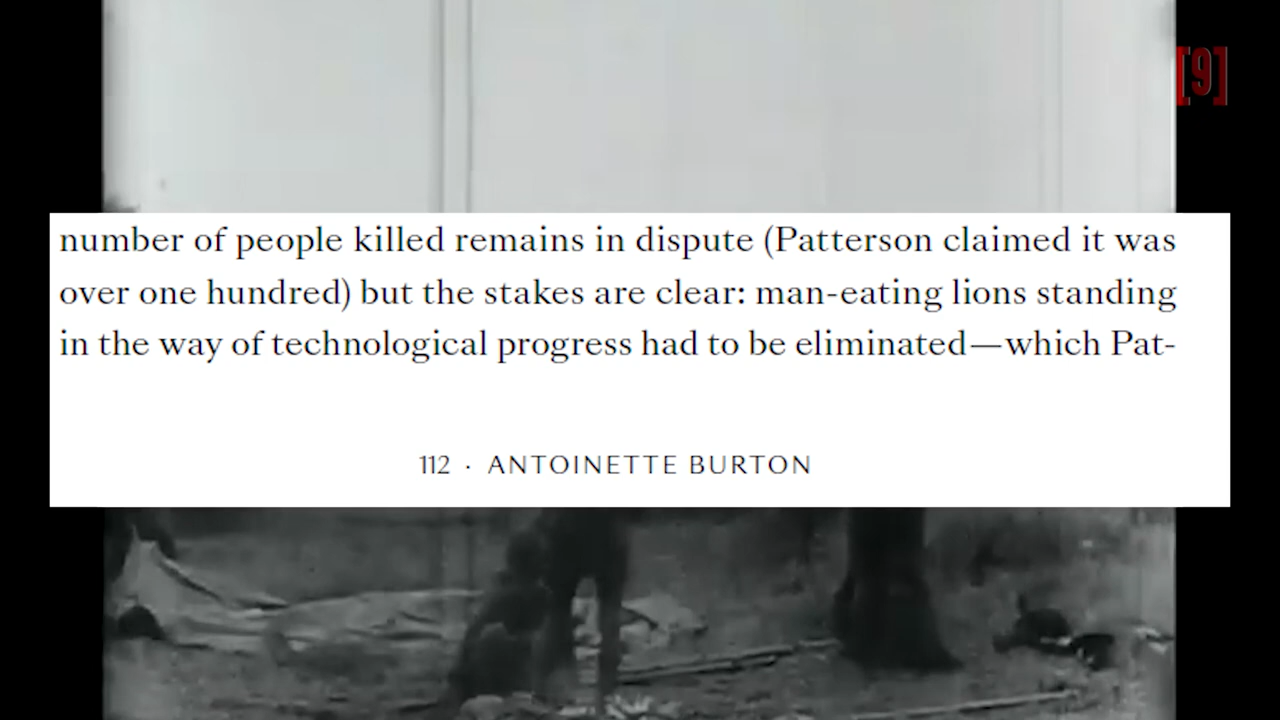 [9]
number of people killed remains in dispute (Patterson claimed it was
over one hundred) but the stakes are clear: man-eating lions standing
in the way of technological progress had to be eliminated—which Pat-
112 · ANTOINETTE BURTON